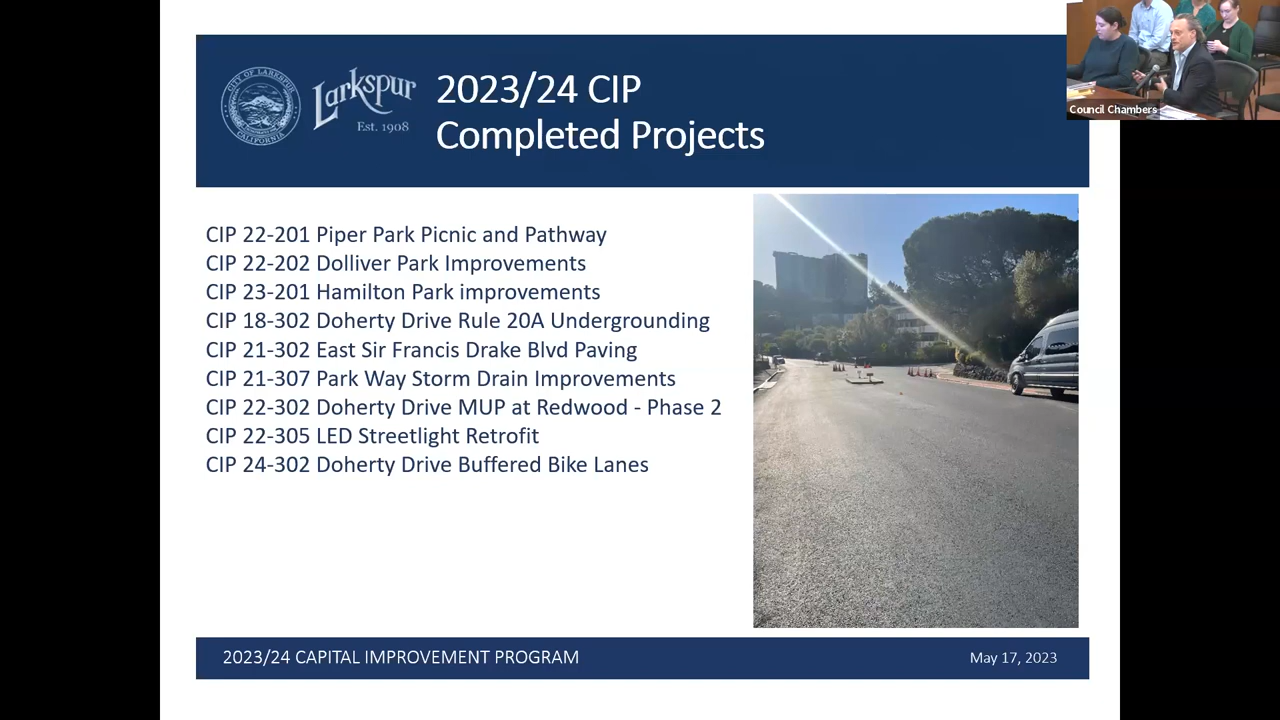 CITY OF LARKSPUR
CALIFORNIA
Larkspur
Est. 1908
2023/24 CIP
Completed Projects
Council Chambers
CIP 22-201 Piper Park Picnic and Pathway
CIP 22-202 Dolliver Park Improvements
CIP 23-201 Hamilton Park improvements
CIP 18-302 Doherty Drive Rule 20A Undergrounding
CIP 21-302 East Sir Francis Drake Blvd Paving
CIP 21-307 Park Way Storm Drain Improvements
CIP 22-302 Doherty Drive MUP at Redwood - Phase 2
CIP 22-305 LED Streetlight Retrofit
CIP 24-302 Doherty Drive Buffered Bike Lanes
2023/24 CAPITAL IMPROVEMENT PROGRAM
May 17, 2023